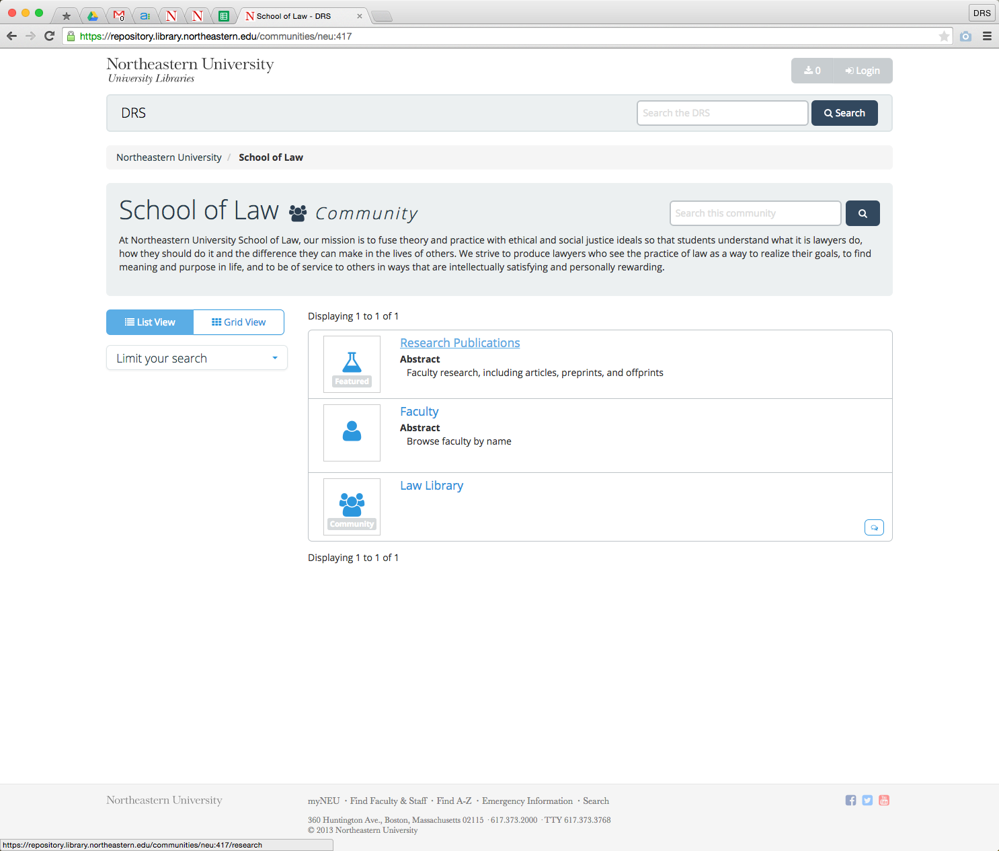 School of Law - DRS
DRS
https://repository.library.northeastern.edu/communities/neu:417
Northeastern University
University Libraries
0
Login
DRS
Search the DRS
Search
Northeastern University / School of Law
School of Law Community
Search this community
At Northeastern University School of Law, our mission is to fuse theory and practice with ethical and social justice ideals so that students understand what it is lawyers do,
how they should do it and the difference they can make in the lives of others. We strive to produce lawyers who see the practice of law as a way to realize their goals, to find
meaning and purpose in life, and to be of service to others in ways that are intellectually satisfying and personally rewarding.
List View
Grid View
Limit your search
Displaying 1 to 1 of 1
Featured
Research Publications
Abstract
Faculty research, including articles, preprints, and offprints
Faculty
Abstract
Browse faculty by name
Community
Law Library
Displaying 1 to 1 of 1
Northeastern University
myNEU · Find Faculty & Staff · Find A-Z · Emergency Information · Search
360 Huntington Ave., Boston, Massachusetts 02115 · 617.373.2000 · TTY 617.373.3768
© 2013 Northeastern University
https://repository.library.northeastern.edu/communities/neu:417/research